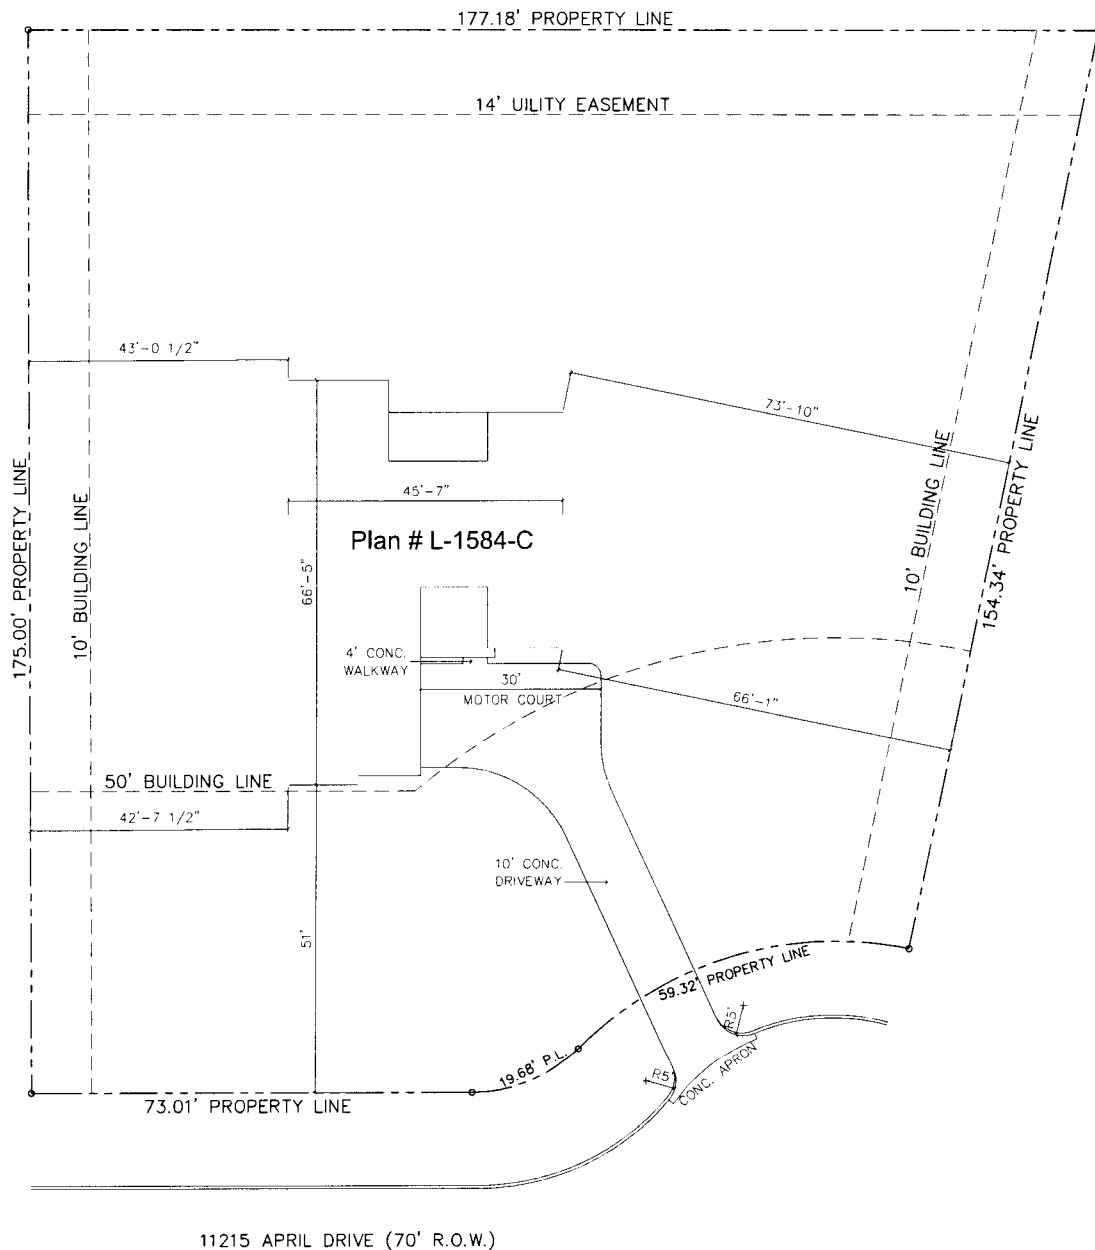 177.18' PROPERTY LINE
14' UILITY EASEMENT
43'-0 1/2"
73'-10"
175.00' PROPERTY LINE
10' BUILDING LINE
10' BUILDING LINE
154.34' PROPERTY LINE
45'-7"
Plan # L-1584-C
66'-5"
4' CONC.
WALKWAY
30'
MOTOR COURT
66'-1"
50' BUILDING LINE
42'-7 1/2"
10' CONC.
DRIVEWAY
51'
59.32' PROPERTY LINE
R5'
19.68' P.L.
R5'
CONC. APRON
73.01' PROPERTY LINE
11215 APRIL DRIVE (70' R.O.W.)